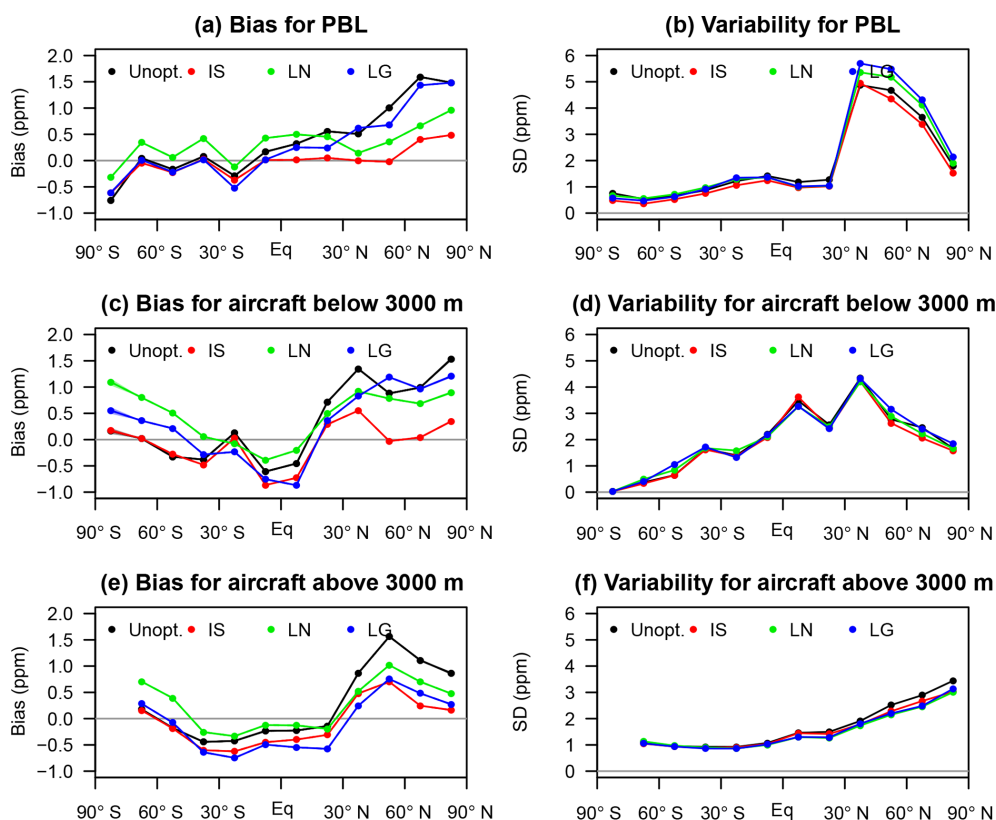 (a) Bias for PBL
Bias (ppm)
2.0
1.5
1.0
0.5
0.0
−0.5
−1.0
Unopt. IS LN LG
90° S 60° S 30° S Eq 30° N 60° N 90° N
(b) Variability for PBL
SD (ppm)
6
5
4
3
2
1
0
Unopt. IS LN LG
90° S 60° S 30° S Eq 30° N 60° N 90° N
(c) Bias for aircraft below 3000 m
Bias (ppm)
2.0
1.5
1.0
0.5
0.0
−0.5
−1.0
Unopt. IS LN LG
90° S 60° S 30° S Eq 30° N 60° N 90° N
(d) Variability for aircraft below 3000 m
SD (ppm)
6
5
4
3
2
1
0
Unopt. IS LN LG
90° S 60° S 30° S Eq 30° N 60° N 90° N
(e) Bias for aircraft above 3000 m
Bias (ppm)
2.0
1.5
1.0
0.5
0.0
−0.5
−1.0
Unopt. IS LN LG
90° S 60° S 30° S Eq 30° N 60° N 90° N
(f) Variability for aircraft above 3000 m
SD (ppm)
6
5
4
3
2
1
0
Unopt. IS LN LG
90° S 60° S 30° S Eq 30° N 60° N 90° N